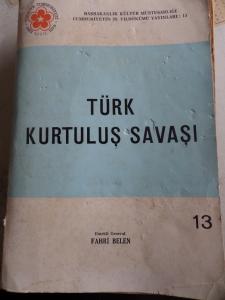 BAŞBAKANLIK KÜLTÜR MÜSTEŞARLIĞI
CUMHURİYETİN 50. YILDÖNÜMÜ YAYINLARI: 13
TÜRK
KURTULUŞ SAVAŞI
Emekli General
FAHRİ BELEN
13